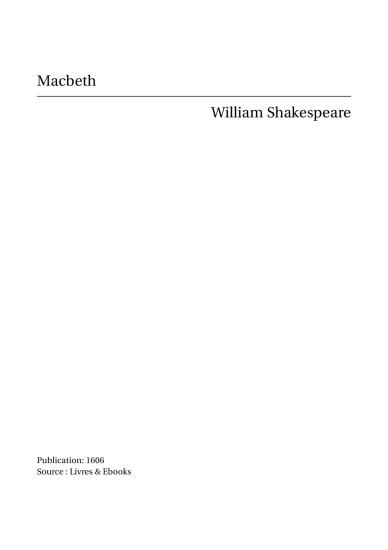 Macbeth
William Shakespeare
Publication: 1606
Source : Livres & Ebooks